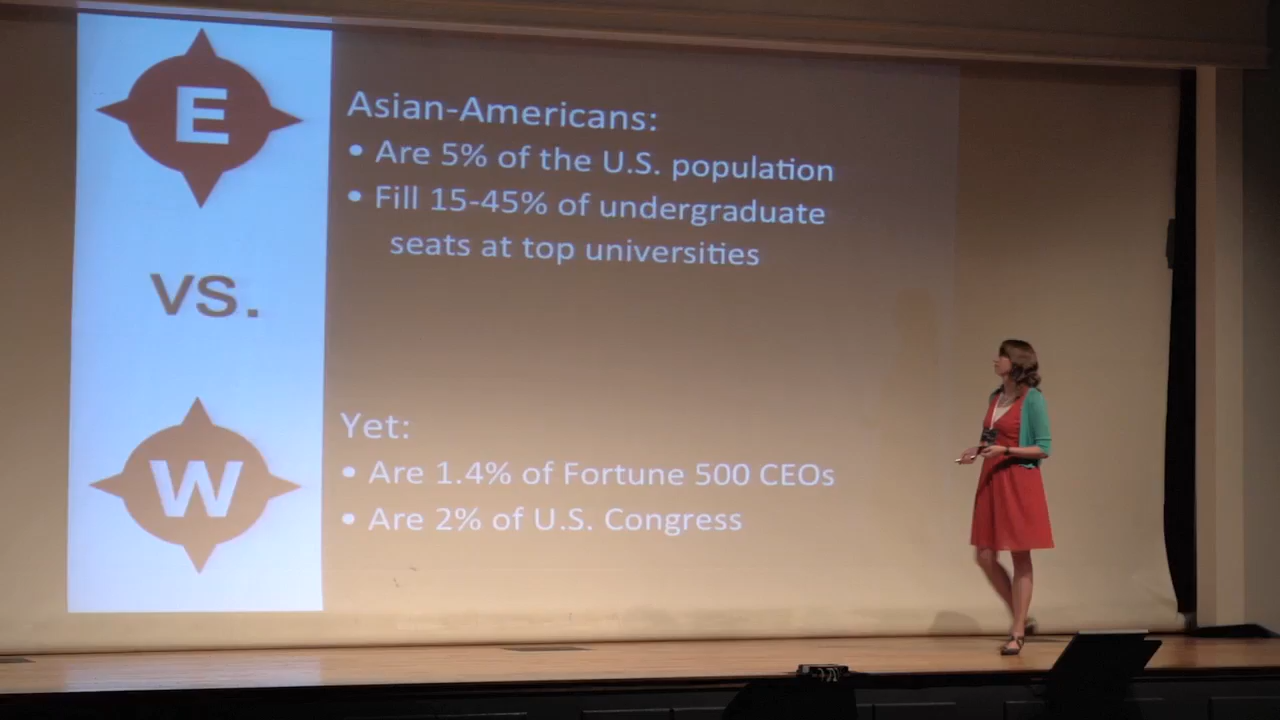 E
vs.
W
Asian-Americans:
• Are 5% of the U.S. population
• Fill 15-45% of undergraduate
seats at top universities
Yet:
• Are 1.4% of Fortune 500 CEOs
• Are 2% of U.S. Congress